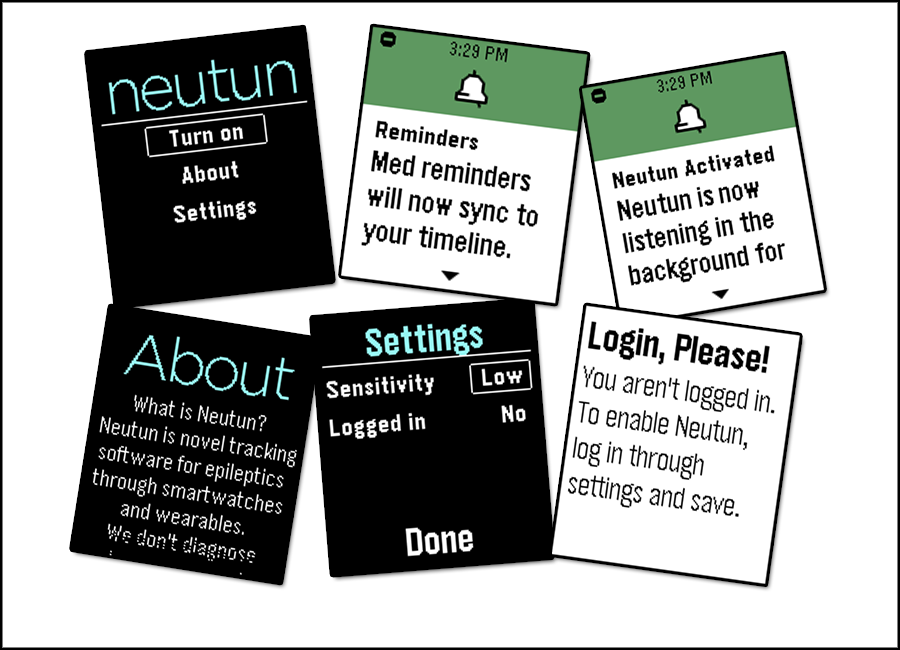 neutun
Turn on
About
Settings
3:29 PM
Reminders
Med reminders
will now sync to
your timeline.
3:29 PM
Neutun Activated
Neutun is now
listening in the
background for
About
What is Neutun?
Neutun is novel tracking
software for epileptics
through smartwatches
and wearables.
We don't diagnose
Settings
Sensitivity Low
Logged in No
Done
Login, Please!
You aren't logged in.
To enable Neutun,
log in through
settings and save.